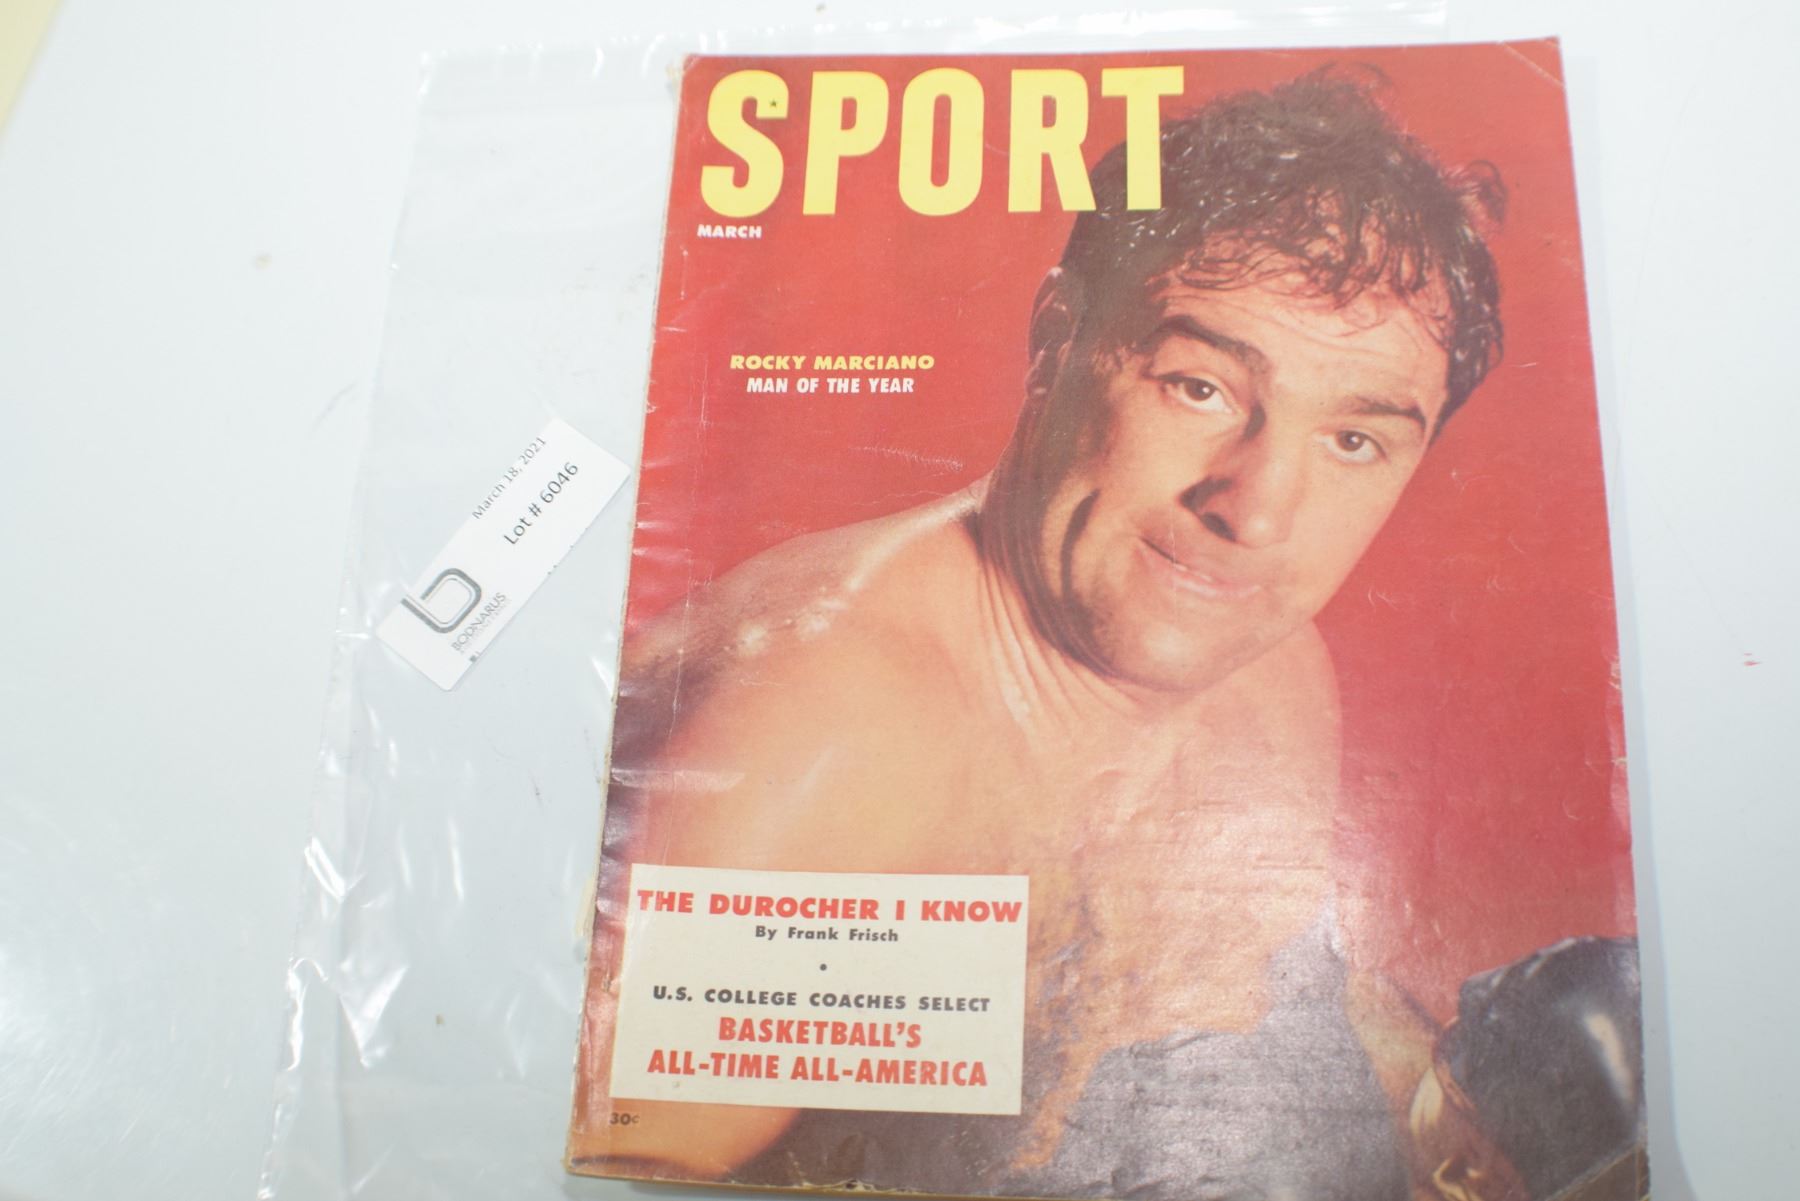 SPORT
MARCH
ROCKY MARCIANO
MAN OF THE YEAR
March 18, 2021
Lot # 6046
BODNARUS
THE DUROCHER I KNOW
By Frank Frisch
•
U.S. COLLEGE COACHES SELECT
BASKETBALL'S
ALL-TIME ALL-AMERICA
30¢